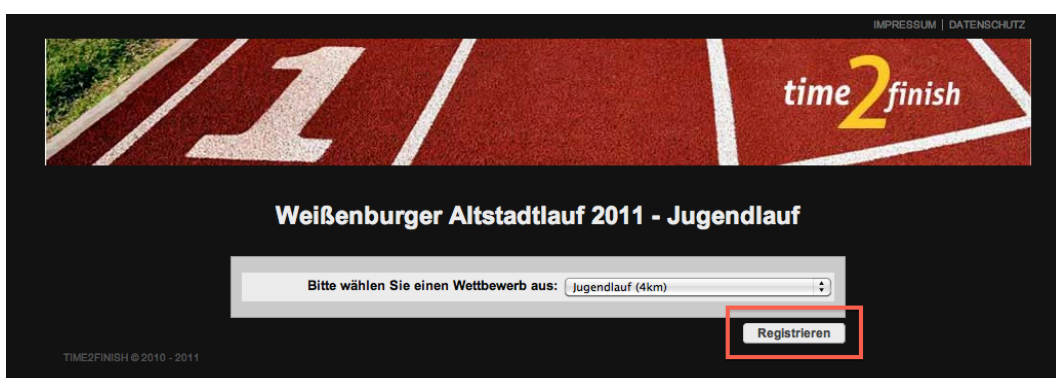 IMPRESSUM | DATENSCHUTZ
1
time2finish
Weißenburger Altstadtlauf 2011 - Jugendlauf
Bitte wählen Sie einen Wettbewerb aus: Jugendlauf (4km)
Registrieren
TIME2FINISH © 2010 - 2011